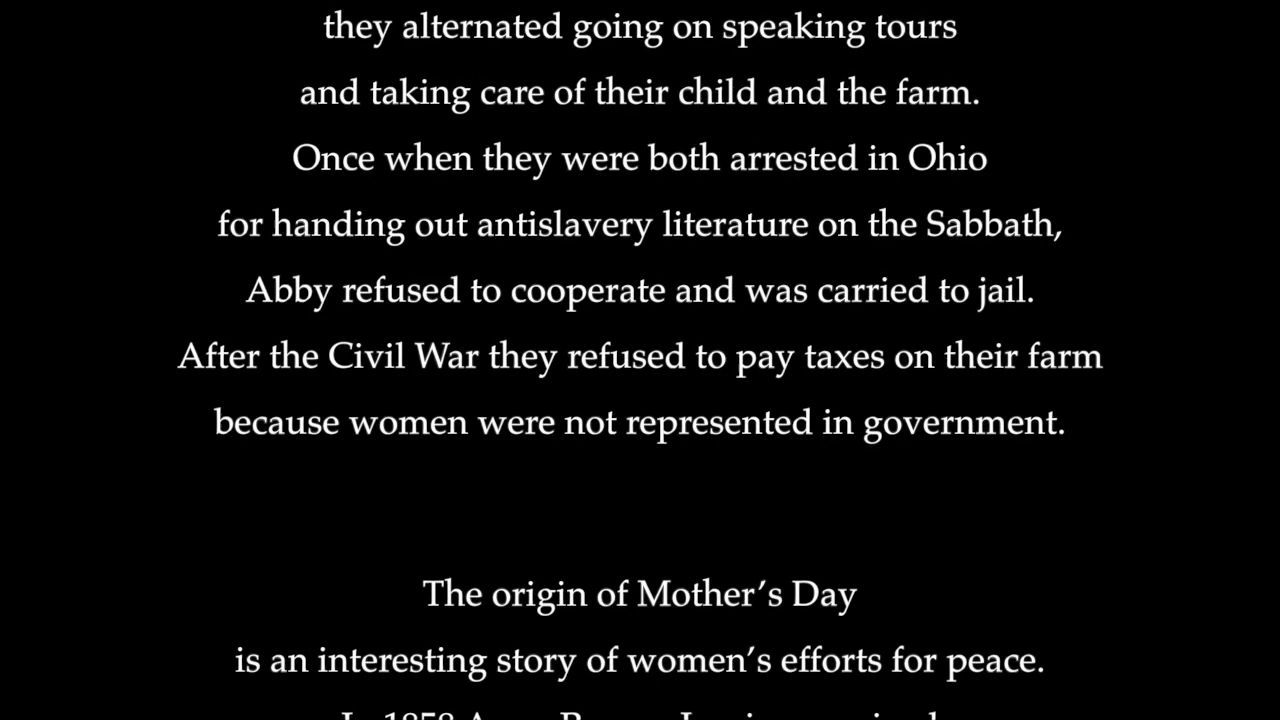 they alternated going on speaking tours
and taking care of their child and the farm.
Once when they were both arrested in Ohio
for handing out antislavery literature on the Sabbath,
Abby refused to cooperate and was carried to jail.
After the Civil War they refused to pay taxes on their farm
because women were not represented in government.
The origin of Mother’s Day
is an interesting story of women’s efforts for peace.
In 1858